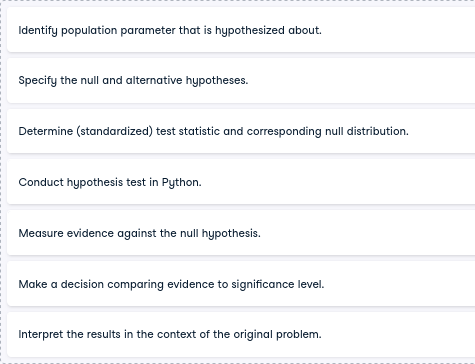 Identify population parameter that is hypothesized about.
Specify the null and alternative hypotheses.
Determine (standardized) test statistic and corresponding null distribution.
Conduct hypothesis test in Python.
Measure evidence against the null hypothesis.
Make a decision comparing evidence to significance level.
Interpret the results in the context of the original problem.